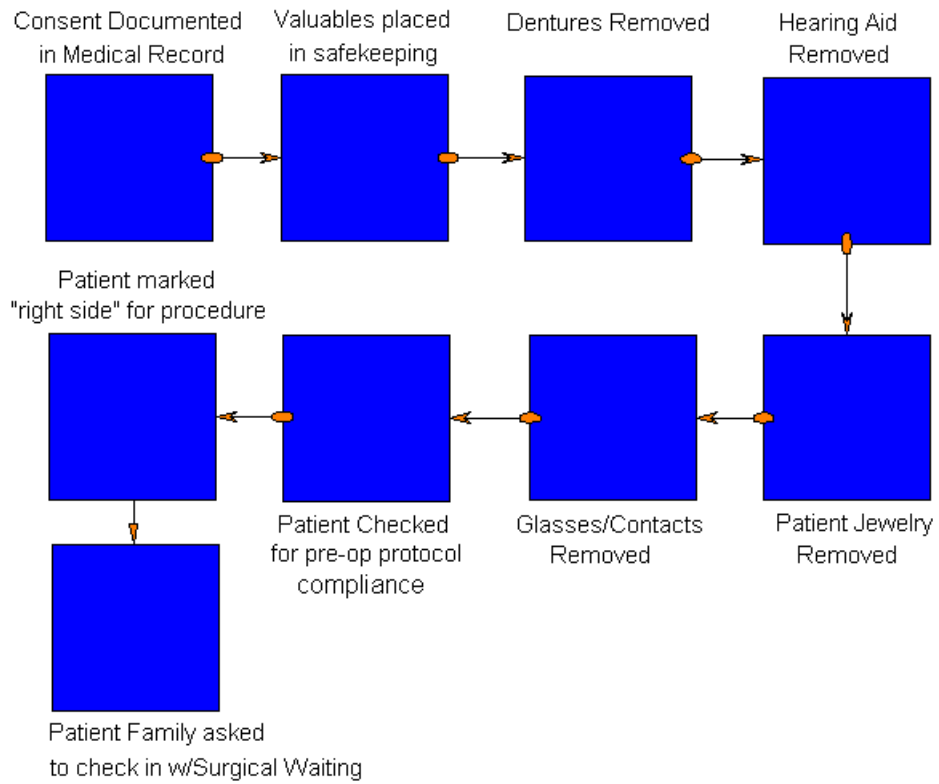 Consent Documented
in Medical Record
Valuables placed
in safekeeping
Dentures Removed
Hearing Aid
Removed
Patient marked
"right side" for procedure
Patient Checked
for pre-op protocol
compliance
Glasses/Contacts
Removed
Patient Jewelry
Removed
Patient Family asked
to check in w/Surgical Waiting